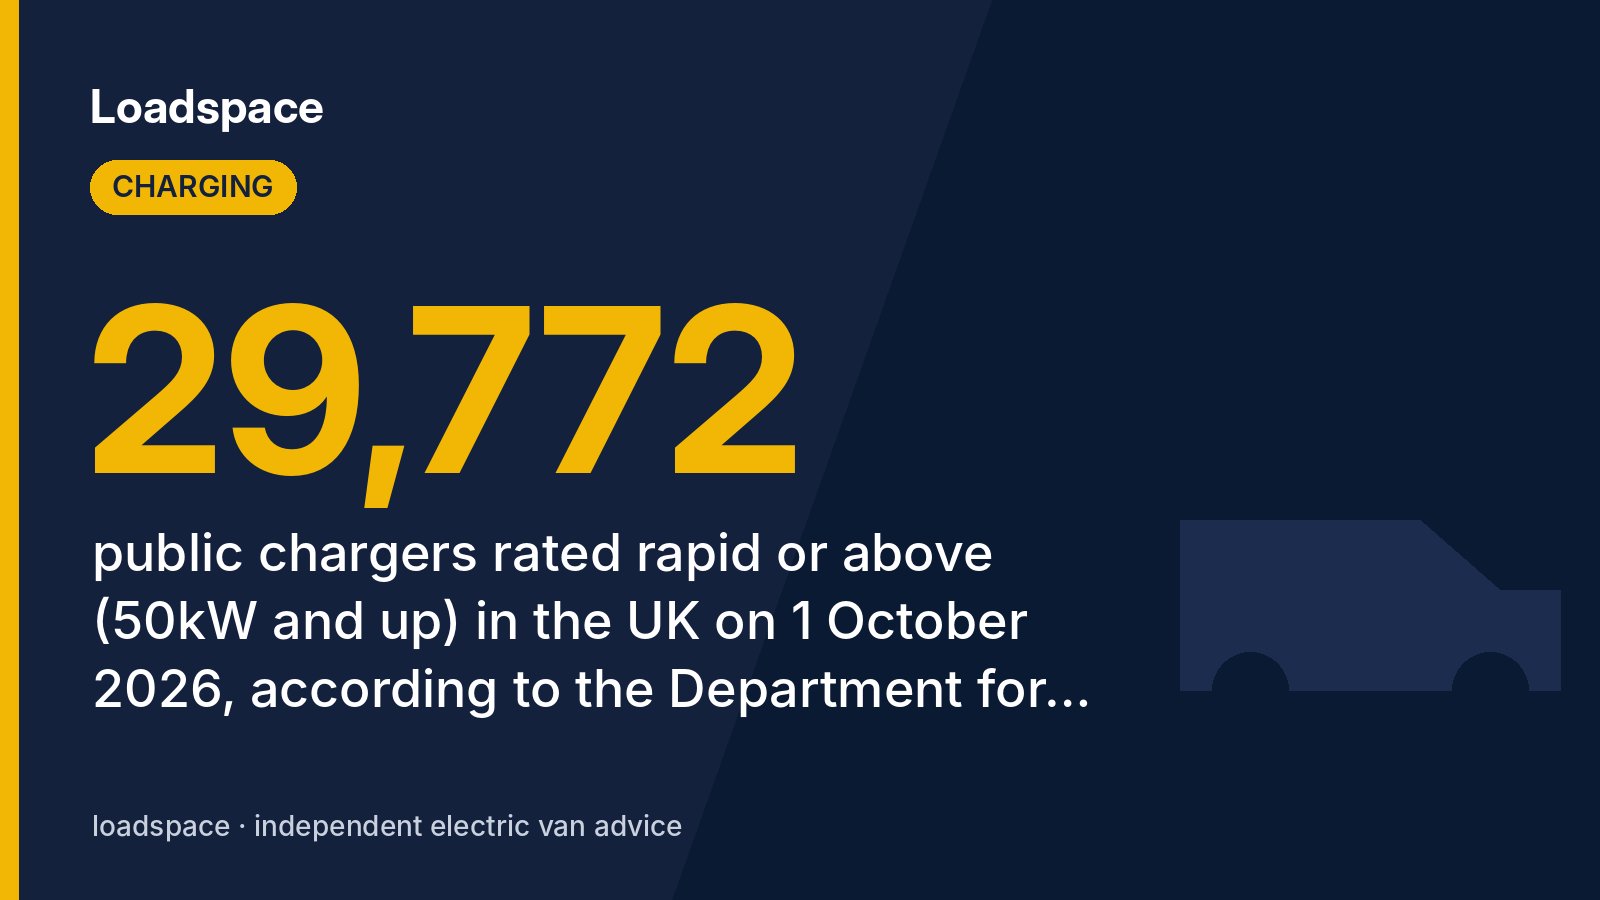 Loadspace
CHARGING
29,772
public chargers rated rapid or above
(50kW and up) in the UK on 1 October
2026, according to the Department for...
loadspace · independent electric van advice